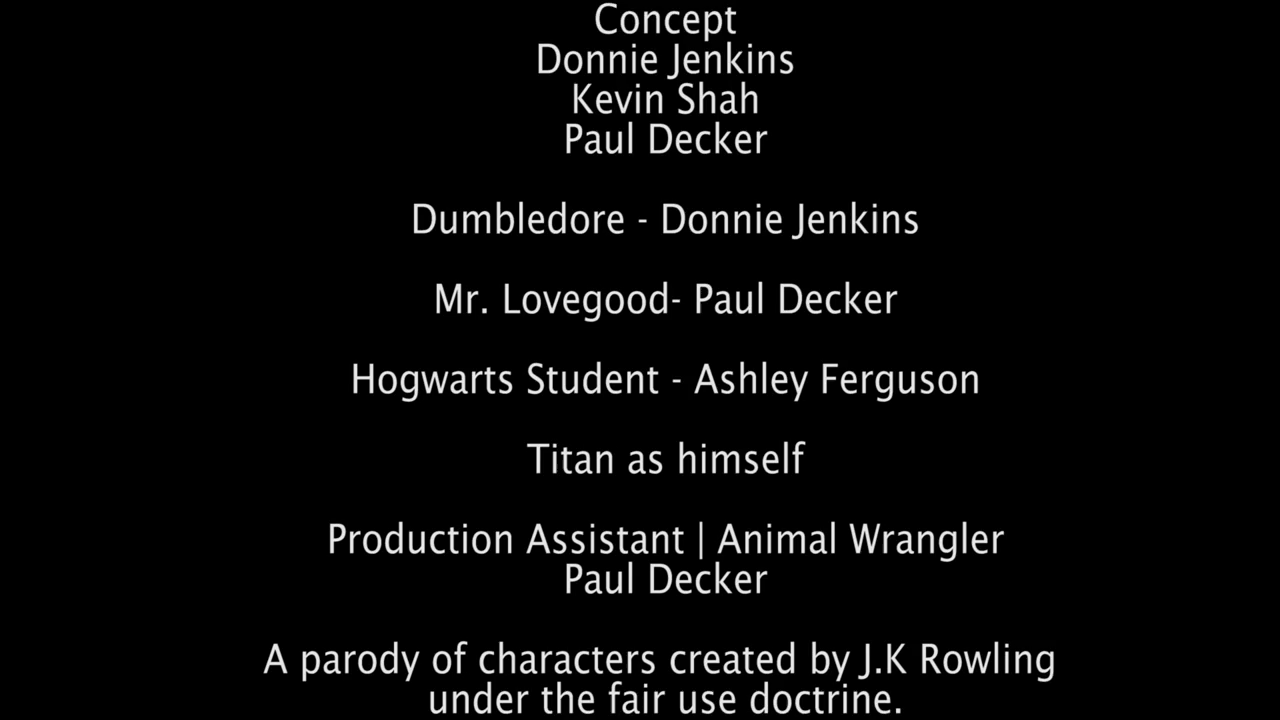 Concept
Donnie Jenkins
Kevin Shah
Paul Decker
Dumbledore - Donnie Jenkins
Mr. Lovegood- Paul Decker
Hogwarts Student - Ashley Ferguson
Titan as himself
Production Assistant | Animal Wrangler
Paul Decker
A parody of characters created by J.K Rowling
under the fair use doctrine.